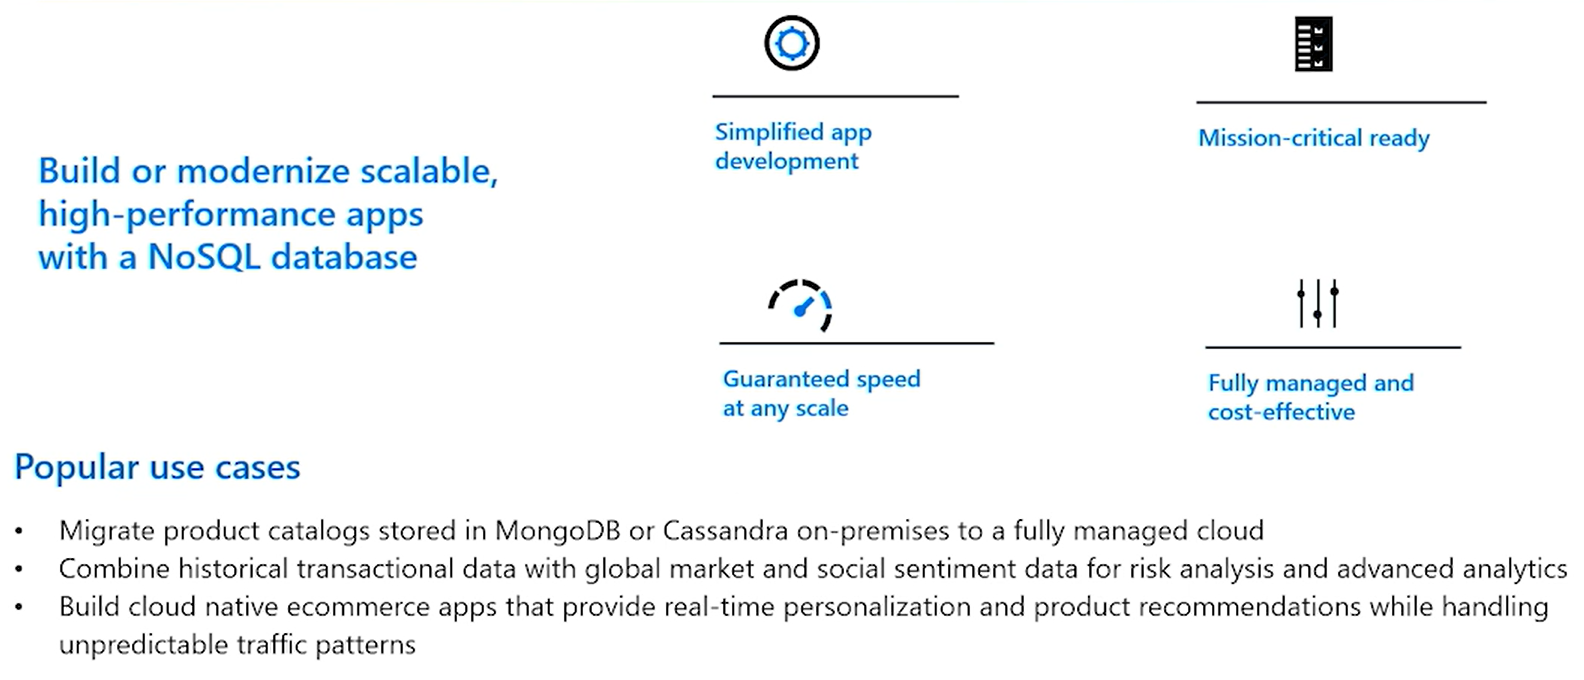 Build or modernize scalable,
high-performance apps
with a NoSQL database
Simplified app
development
Mission-critical ready
Guaranteed speed
at any scale
Fully managed and
cost-effective
Popular use cases
• Migrate product catalogs stored in MongoDB or Cassandra on-premises to a fully managed cloud
• Combine historical transactional data with global market and social sentiment data for risk analysis and advanced analytics
• Build cloud native ecommerce apps that provide real-time personalization and product recommendations while handling
unpredictable traffic patterns